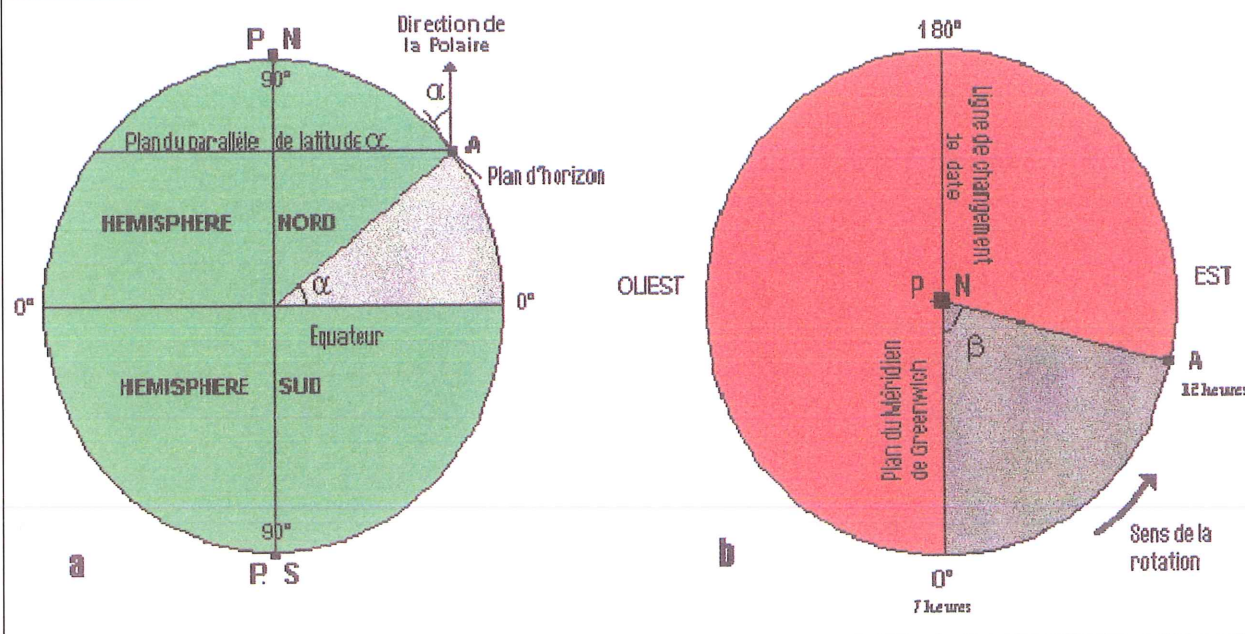 Direction de
la Polaire
P N
90°
α
Plan du parallèle de latitude α
A
Plan d'horizon
HEMISPHERE NORD
α
0°
0°
Equateur
HEMISPHERE SUD
90°
P S
a
180°
Ligne de changement
de date
OUEST
EST
P N
β
A
12 heures
Plan du Méridien
de Greenwich
Sens de la
rotation
0°
7 heures
b